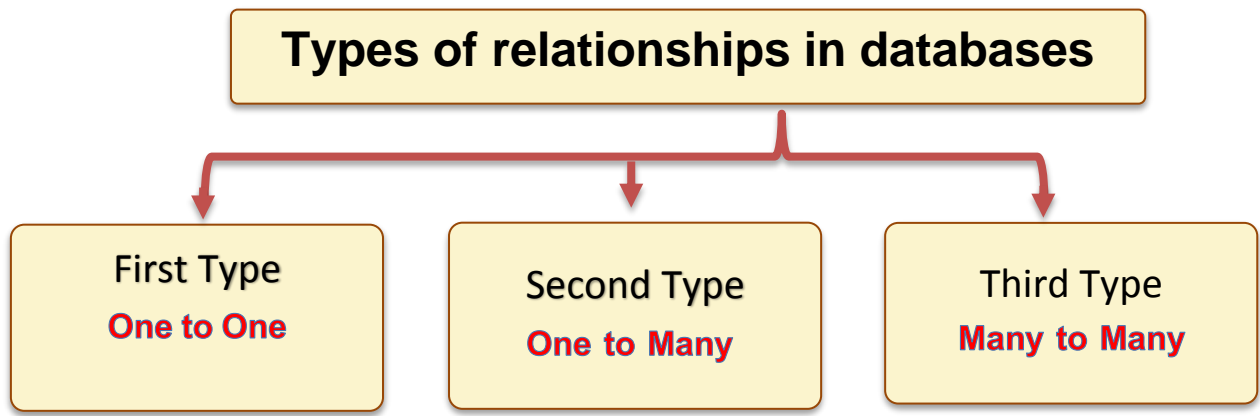 Types of relationships in databases
First Type
One to One
Second Type
One to Many
Third Type
Many to Many